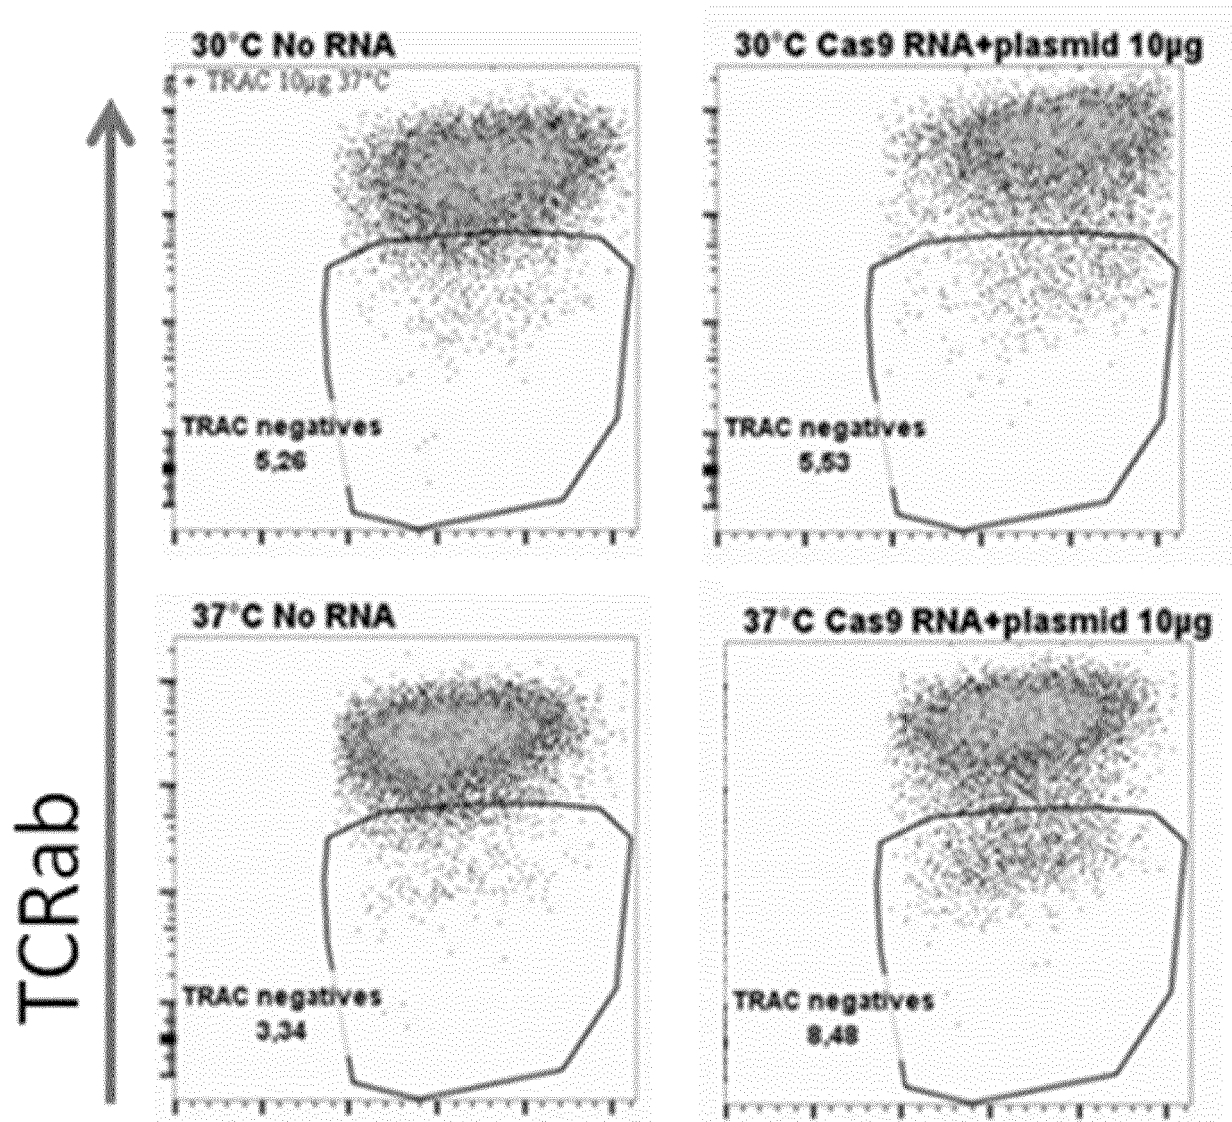 30°C No RNA
+ TRAC 10µg 37°C
TRAC negatives
5,26
30°C Cas9 RNA+plasmid 10µg
TRAC negatives
5,53
37°C No RNA
TRAC negatives
3,34
37°C Cas9 RNA+plasmid 10µg
TRAC negatives
8,48
TCRab